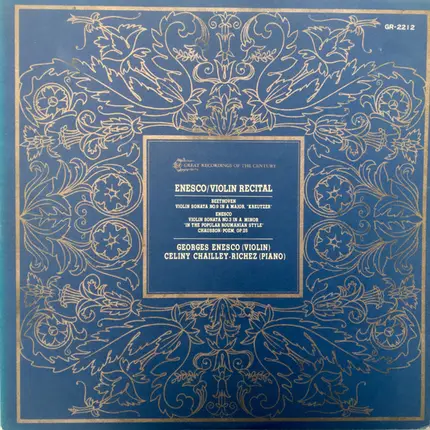 GR-2212
GREAT RECORDINGS OF THE CENTURY
ENESCO/VIOLIN RECITAL
BEETHOVEN
VIOLIN SONATA NO.9 IN A MAJOR, 'KREUTZER'
ENESCO
VIOLIN SONATA NO.3 IN A MINOR
'IN THE POPULAR ROUMANIAN STYLE'
CHAUSSON: POEM, OP.25
GEORGES ENESCO (VIOLIN)
CELINY CHAILLEY-RICHEZ (PIANO)